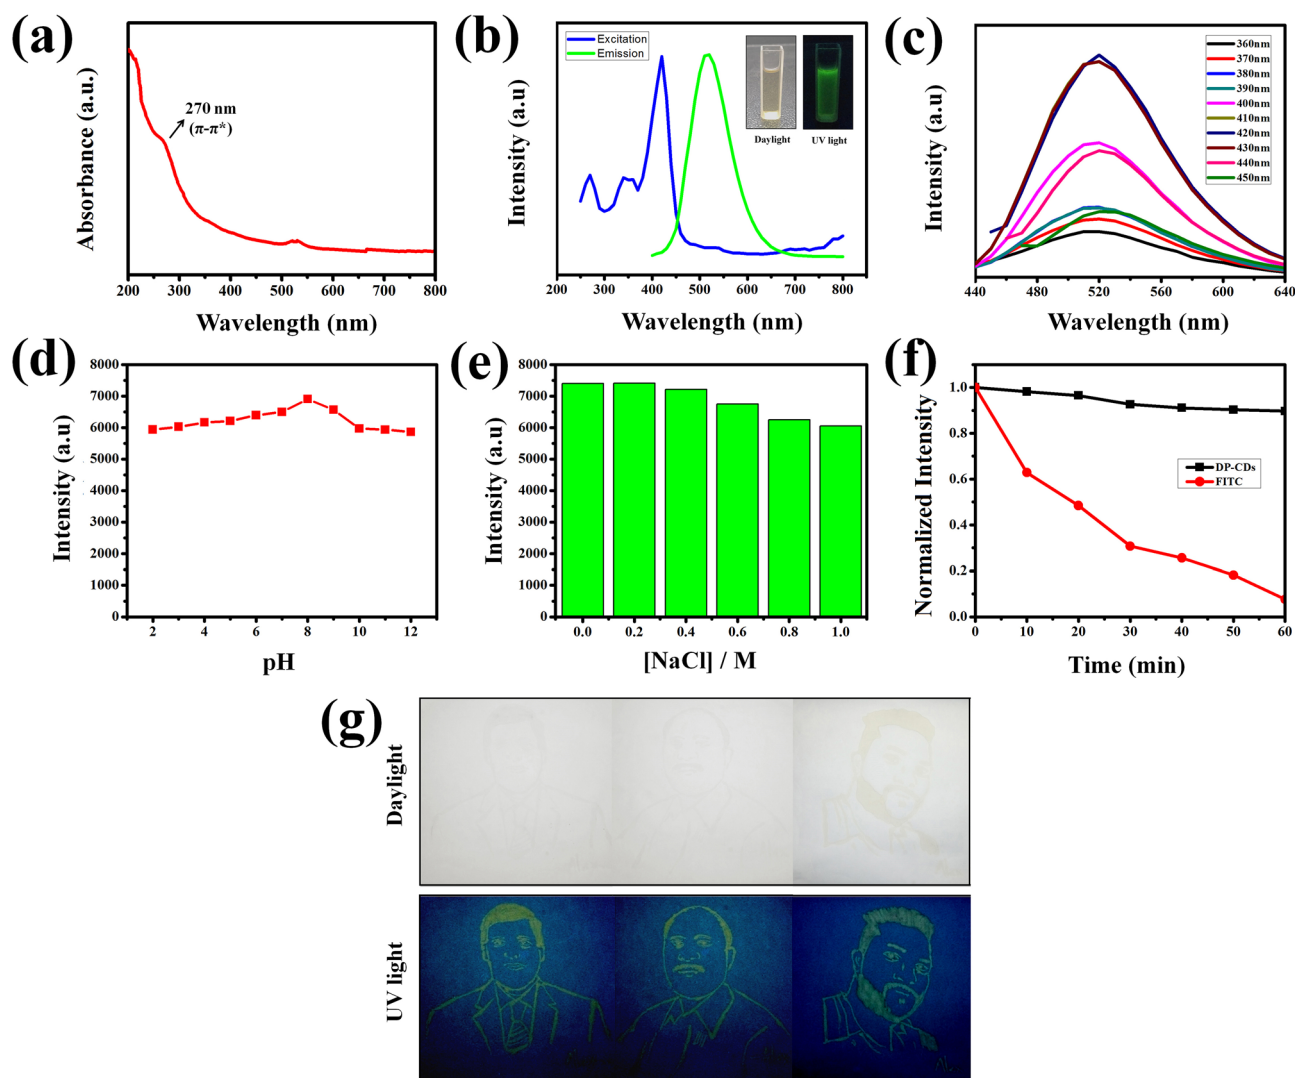 (a)
Absorbance (a.u.)
270 nm
(π-π*)
200 300 400 500 600 700 800
Wavelength (nm)
(b)
Intensity (a.u)
Excitation
Emission
Daylight UV light
200 300 400 500 600 700 800
Wavelength (nm)
(c)
Intensity (a.u)
360nm
370nm
380nm
390nm
400nm
410nm
420nm
430nm
440nm
450nm
440 480 520 560 600 640
Wavelength (nm)
(d)
Intensity (a.u)
8000
7000
6000
5000
4000
3000
2000
1000
0
2 4 6 8 10 12
pH
(e)
Intensity (a.u)
8000
7000
6000
5000
4000
3000
2000
1000
0
0.0 0.2 0.4 0.6 0.8 1.0
[NaCl] / M
(f)
Normalized Intensity
1.0
0.8
0.6
0.4
0.2
0.0
DP-CDs
FITC
0 10 20 30 40 50 60
Time (min)
(g)
Daylight
UV light